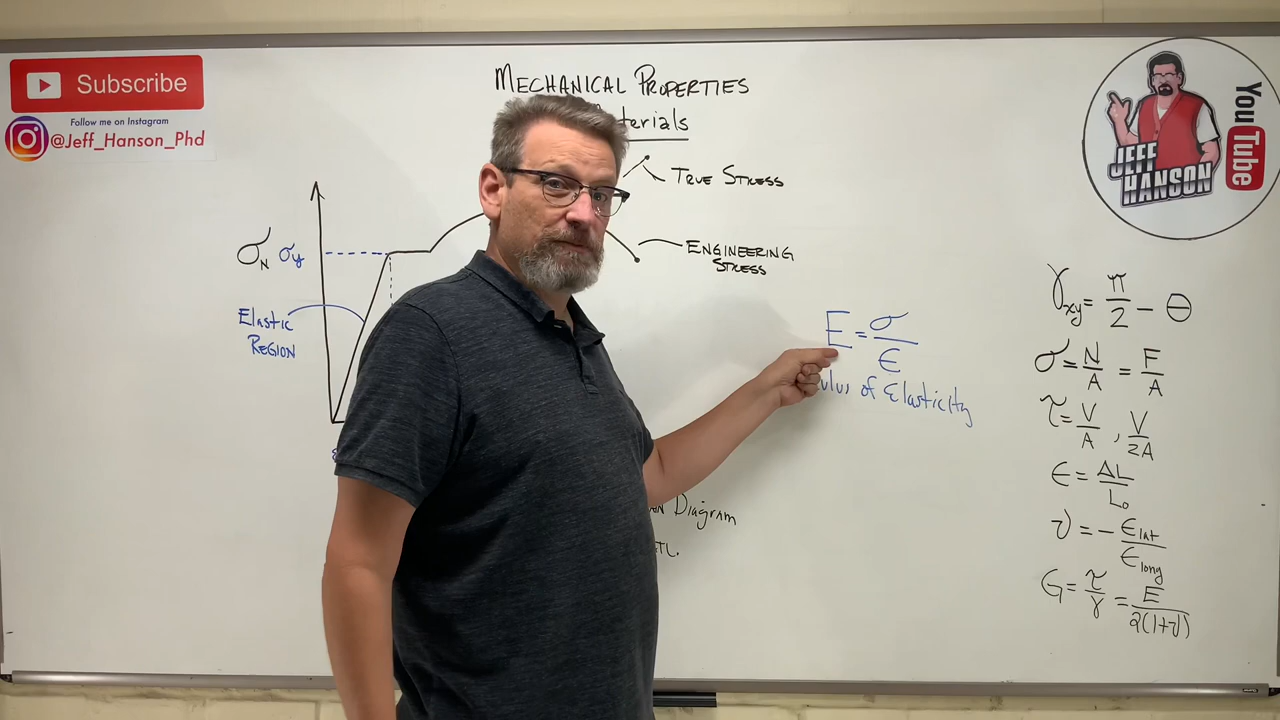 Subscribe
Follow me on Instagram
@Jeff_Hanson_Phd
MECHANICAL PROPERTIES
True Stress
ENGINEERING
STRESS
σN σy
Elastic
REGION
E = σ/ϵ
of Elasticity
Diagram
JEFF
HANSON
YouTube
γxy = π/2 - θ
σ = N/A = F/A
τ = V/A , V/2A
ϵ = ΔL/L₀
ν = - ϵlat/ϵlong
G = τ/γ = E/2(1+ν)